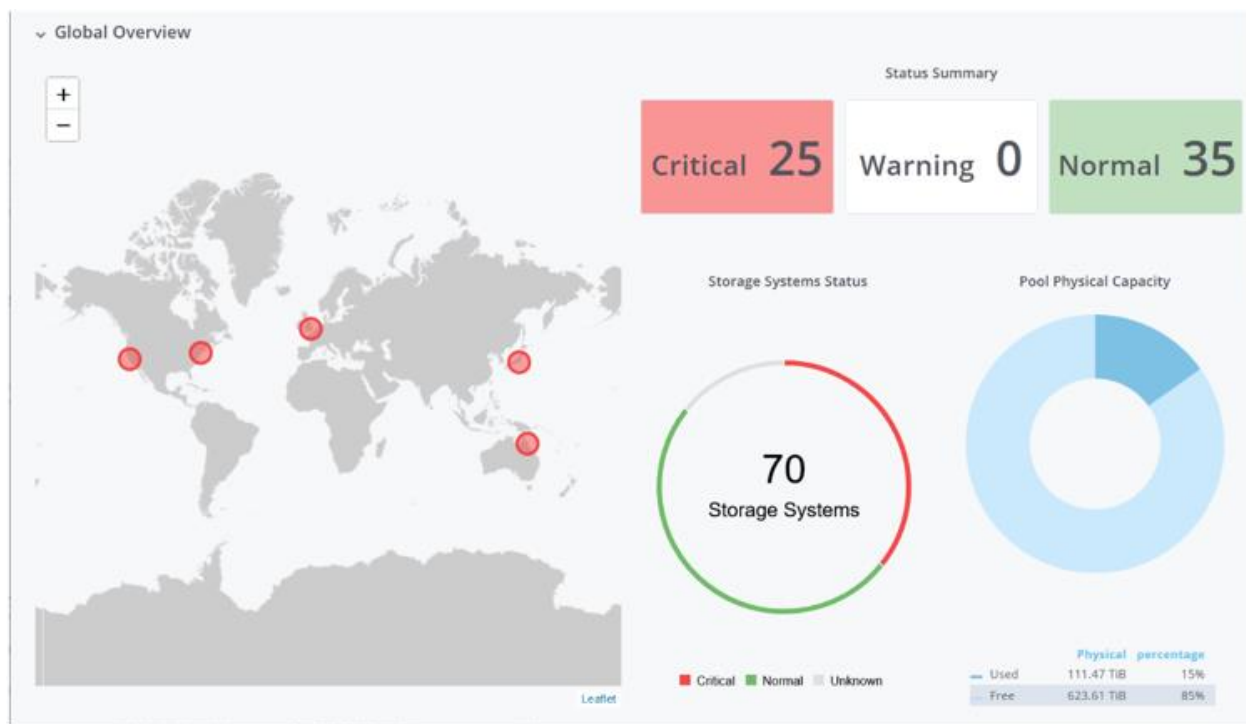 Global Overview
+
−
Leaflet
Status Summary
Critical 25
Warning 0
Normal 35
Storage Systems Status
70
Storage Systems
Critical Normal Unknown
Pool Physical Capacity
Physical percentage
Used 111.47 TiB 15%
Free 623.61 TiB 85%